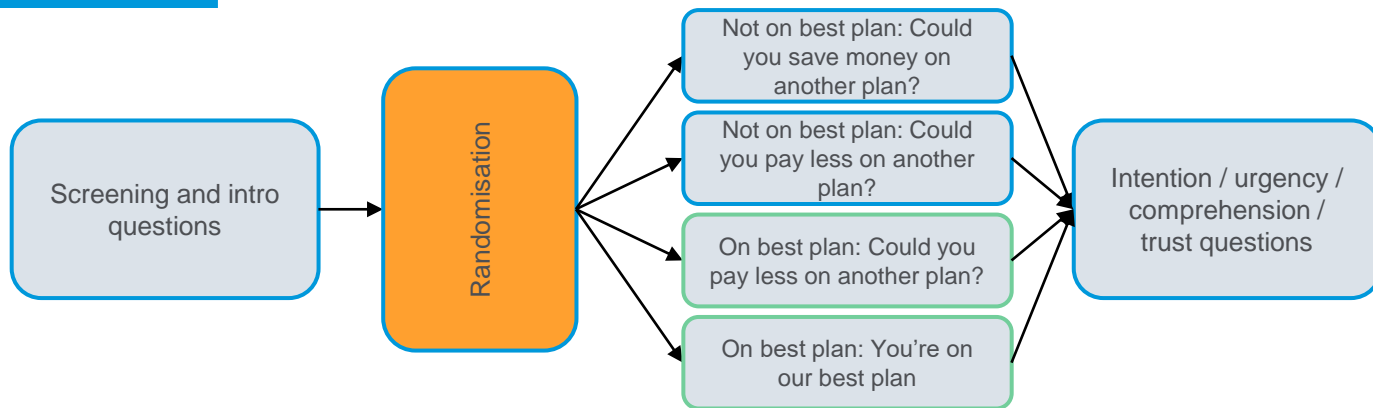 Screening and intro
questions
Randomisation
Not on best plan: Could
you save money on
another plan?
Not on best plan: Could
you pay less on another
plan?
On best plan: Could you
pay less on another plan?
On best plan: You're on
our best plan
Intention / urgency /
comprehension /
trust questions